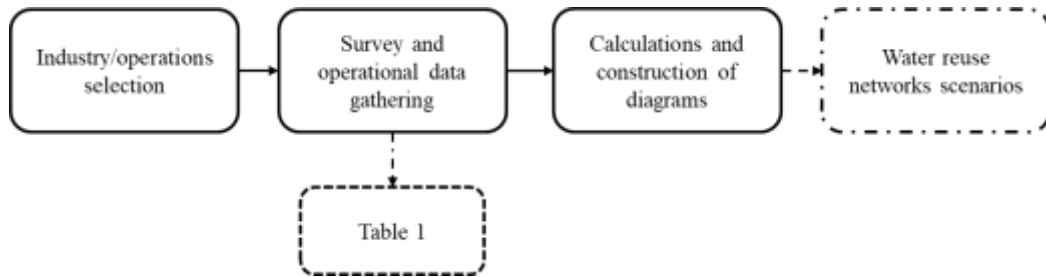 Industry/operations
selection
Survey and
operational data
gathering
Calculations and
construction of
diagrams
Water reuse
networks scenarios
Table 1